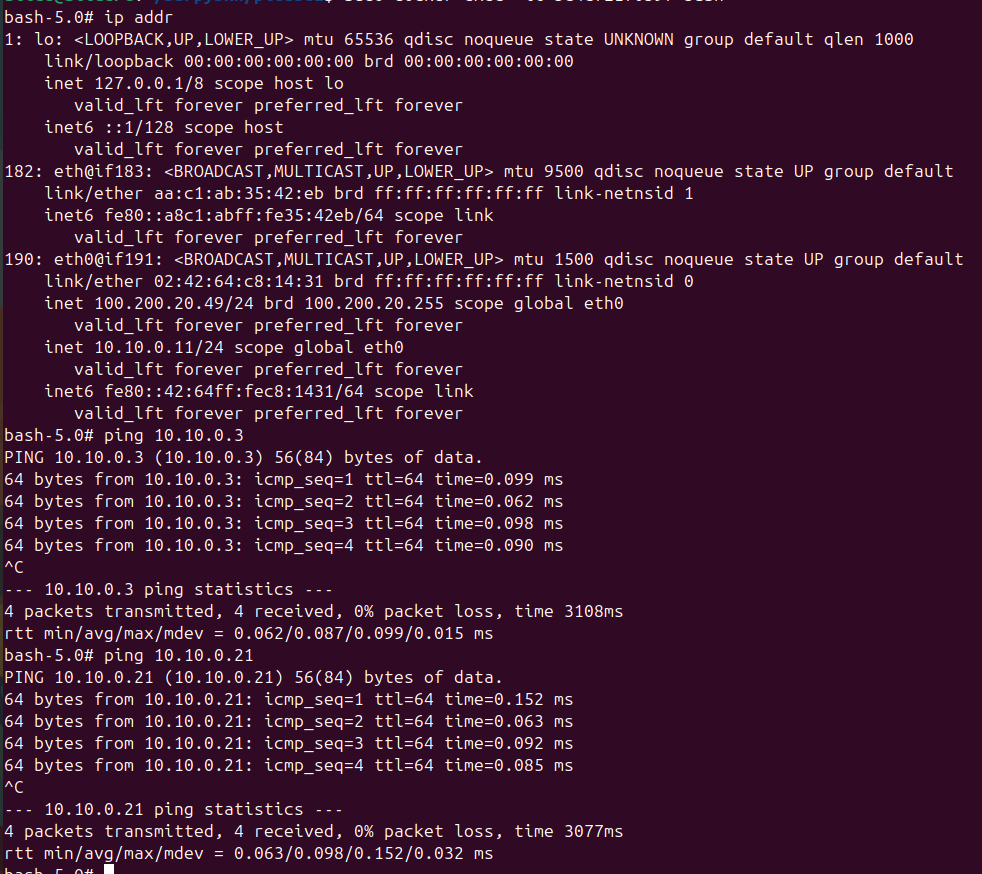 bash-5.0# ip addr
1: lo: <LOOPBACK,UP,LOWER_UP> mtu 65536 qdisc noqueue state UNKNOWN group default qlen 1000
    link/loopback 00:00:00:00:00:00 brd 00:00:00:00:00:00
    inet 127.0.0.1/8 scope host lo
       valid_lft forever preferred_lft forever
    inet6 ::1/128 scope host
       valid_lft forever preferred_lft forever
182: eth@if183: <BROADCAST,MULTICAST,UP,LOWER_UP> mtu 9500 qdisc noqueue state UP group default
    link/ether aa:c1:ab:35:42:eb brd ff:ff:ff:ff:ff:ff link-netnsid 1
    inet6 fe80::a8c1:abff:fe35:42eb/64 scope link
       valid_lft forever preferred_lft forever
190: eth0@if191: <BROADCAST,MULTICAST,UP,LOWER_UP> mtu 1500 qdisc noqueue state UP group default
    link/ether 02:42:64:c8:14:31 brd ff:ff:ff:ff:ff:ff link-netnsid 0
    inet 100.200.20.49/24 brd 100.200.20.255 scope global eth0
       valid_lft forever preferred_lft forever
    inet 10.10.0.11/24 scope global eth0
       valid_lft forever preferred_lft forever
    inet6 fe80::42:64ff:fec8:1431/64 scope link
       valid_lft forever preferred_lft forever
bash-5.0# ping 10.10.0.3
PING 10.10.0.3 (10.10.0.3) 56(84) bytes of data.
64 bytes from 10.10.0.3: icmp_seq=1 ttl=64 time=0.099 ms
64 bytes from 10.10.0.3: icmp_seq=2 ttl=64 time=0.062 ms
64 bytes from 10.10.0.3: icmp_seq=3 ttl=64 time=0.098 ms
64 bytes from 10.10.0.3: icmp_seq=4 ttl=64 time=0.090 ms
^C
--- 10.10.0.3 ping statistics ---
4 packets transmitted, 4 received, 0% packet loss, time 3108ms
rtt min/avg/max/mdev = 0.062/0.087/0.099/0.015 ms
bash-5.0# ping 10.10.0.21
PING 10.10.0.21 (10.10.0.21) 56(84) bytes of data.
64 bytes from 10.10.0.21: icmp_seq=1 ttl=64 time=0.152 ms
64 bytes from 10.10.0.21: icmp_seq=2 ttl=64 time=0.063 ms
64 bytes from 10.10.0.21: icmp_seq=3 ttl=64 time=0.092 ms
64 bytes from 10.10.0.21: icmp_seq=4 ttl=64 time=0.085 ms
^C
--- 10.10.0.21 ping statistics ---
4 packets transmitted, 4 received, 0% packet loss, time 3077ms
rtt min/avg/max/mdev = 0.063/0.098/0.152/0.032 ms
bash-5.0#